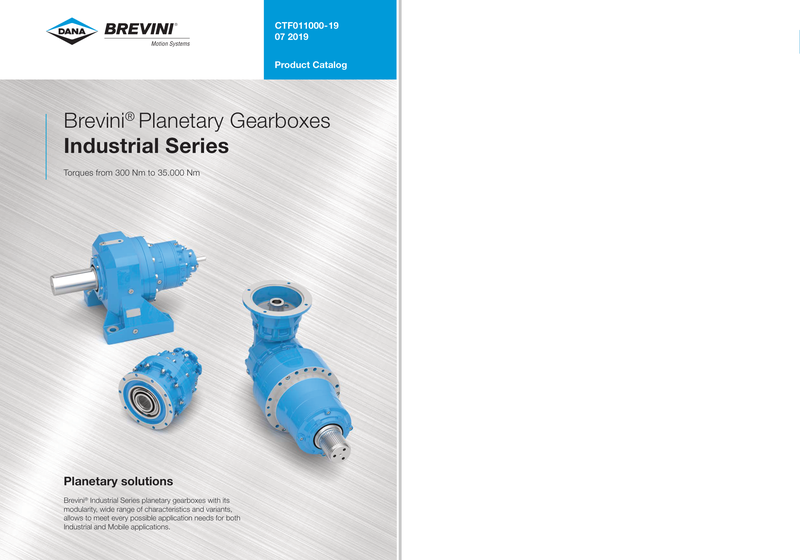 DANA
BREVINI®
Motion Systems
CTF011000-19
07 2019
Product Catalog
Brevini® Planetary Gearboxes
Industrial Series
Torques from 300 Nm to 35.000 Nm
Planetary solutions
Brevini® Industrial Series planetary gearboxes with its
modularity, wide range of characteristics and variants,
allows to meet every possible application needs for both
Industrial and Mobile applications.